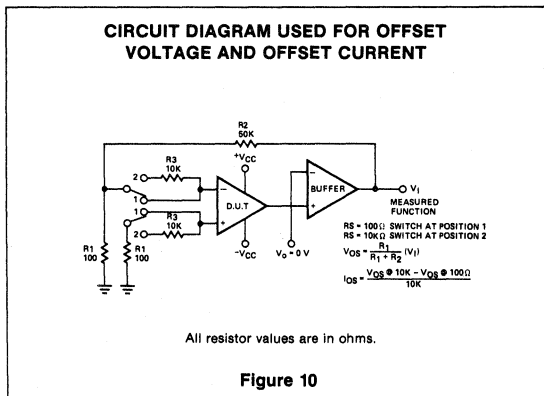 CIRCUIT DIAGRAM USED FOR OFFSET
VOLTAGE AND OFFSET CURRENT
R2
50K
+VCC
R3
10K
2
1
−
D.U.T
+
1
2
R3
10K
−VCC
R1
100
R1
100
−
BUFFER
+
Vo = 0 V
VI
MEASURED
FUNCTION
RS = 100Ω SWITCH AT POSITION 1
RS = 10KΩ SWITCH AT POSITION 2
VOS = R1 / R1 + R2 (VI)
IOS = VOS @ 10K – VOS @ 100Ω / 10K
All resistor values are in ohms.
Figure 10